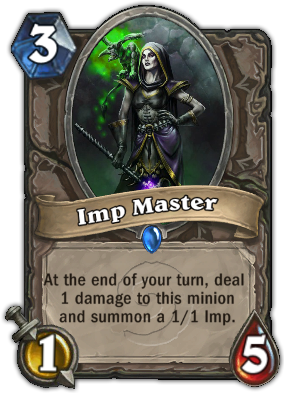 3
Imp Master
At the end of your turn, deal
1 damage to this minion
and summon a 1/1 Imp.
1
5